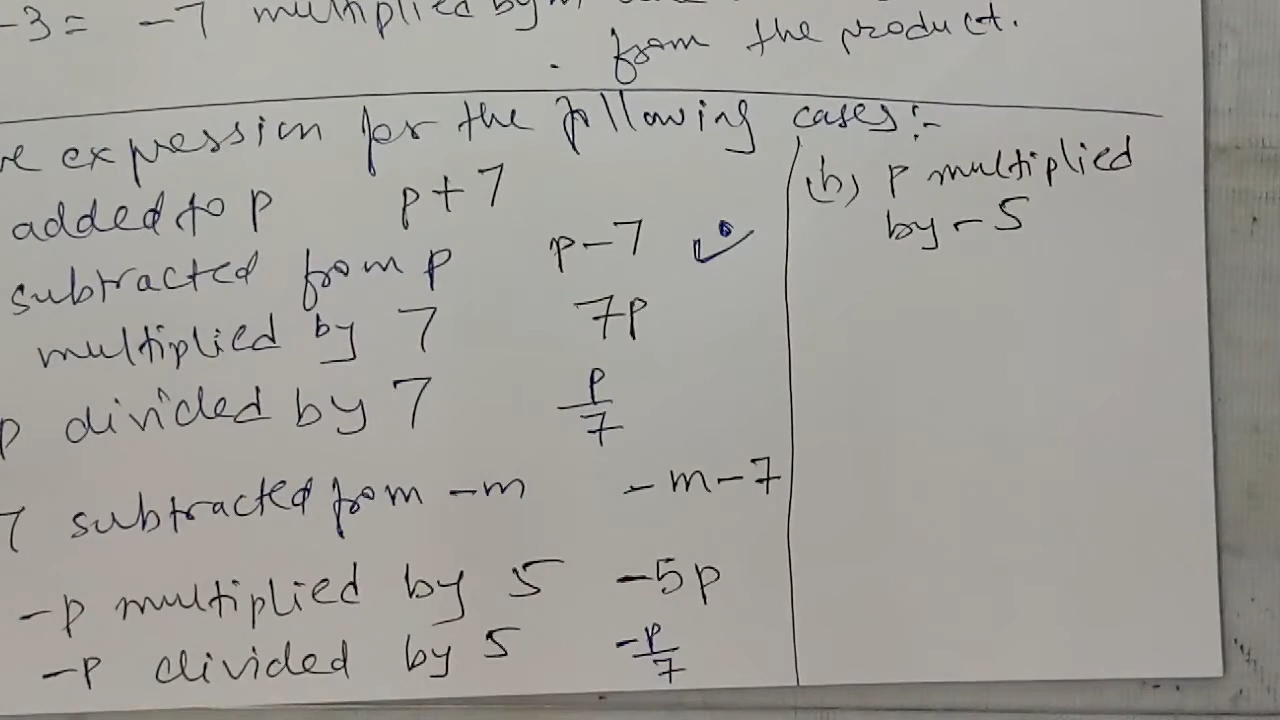 -3 = -7 multiplied by
from the product.
expression for the following cases:-
added to p p+7
subtracted from p p-7
multiplied by 7 7p
p divided by 7 p/7
7 subtracted from -m -m-7
-p multiplied by 5 -5p
-p divided by 5 -p/7
(b) p multiplied
by -5